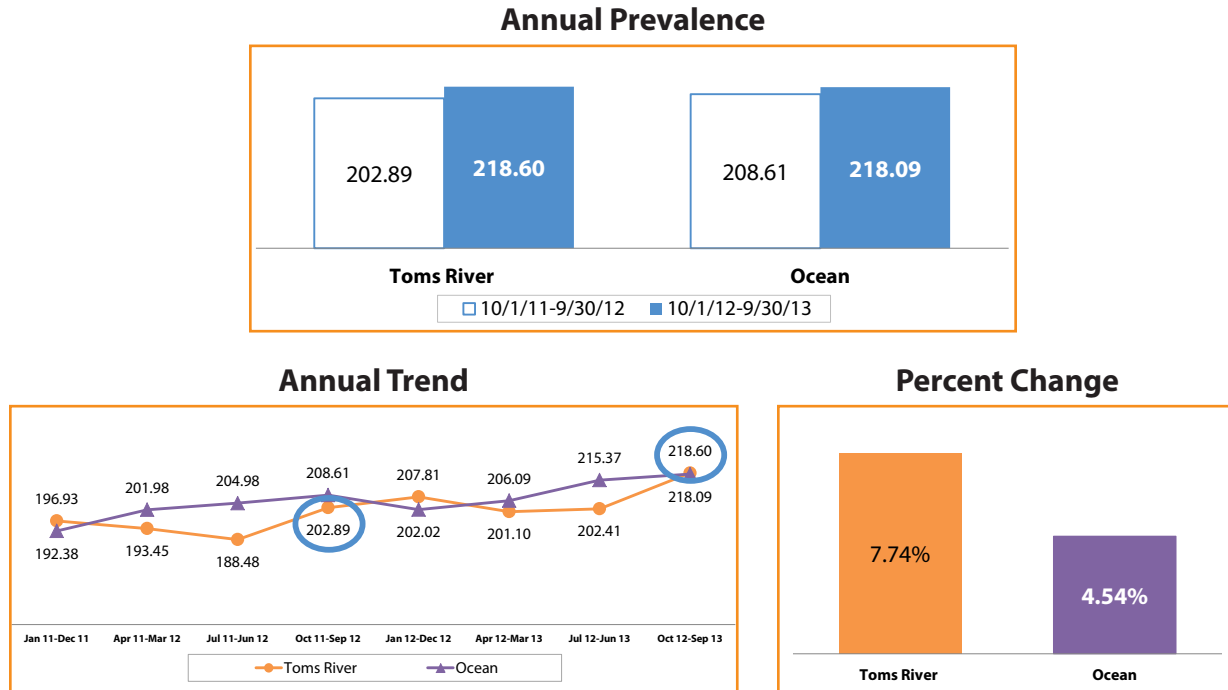 Annual Prevalence
202.89
218.60
208.61
218.09
Toms River
Ocean
10/1/11-9/30/12 10/1/12-9/30/13
Annual Trend
196.93
201.98
204.98
208.61
207.81
206.09
215.37
218.60
192.38
193.45
188.48
202.89
202.02
201.10
202.41
218.09
Jan 11-Dec 11 Apr 11-Mar 12 Jul 11-Jun 12 Oct 11-Sep 12 Jan 12-Dec 12 Apr 12-Mar 13 Jul 12-Jun 13 Oct 12-Sep 13
Toms River Ocean
Percent Change
7.74%
4.54%
Toms River
Ocean